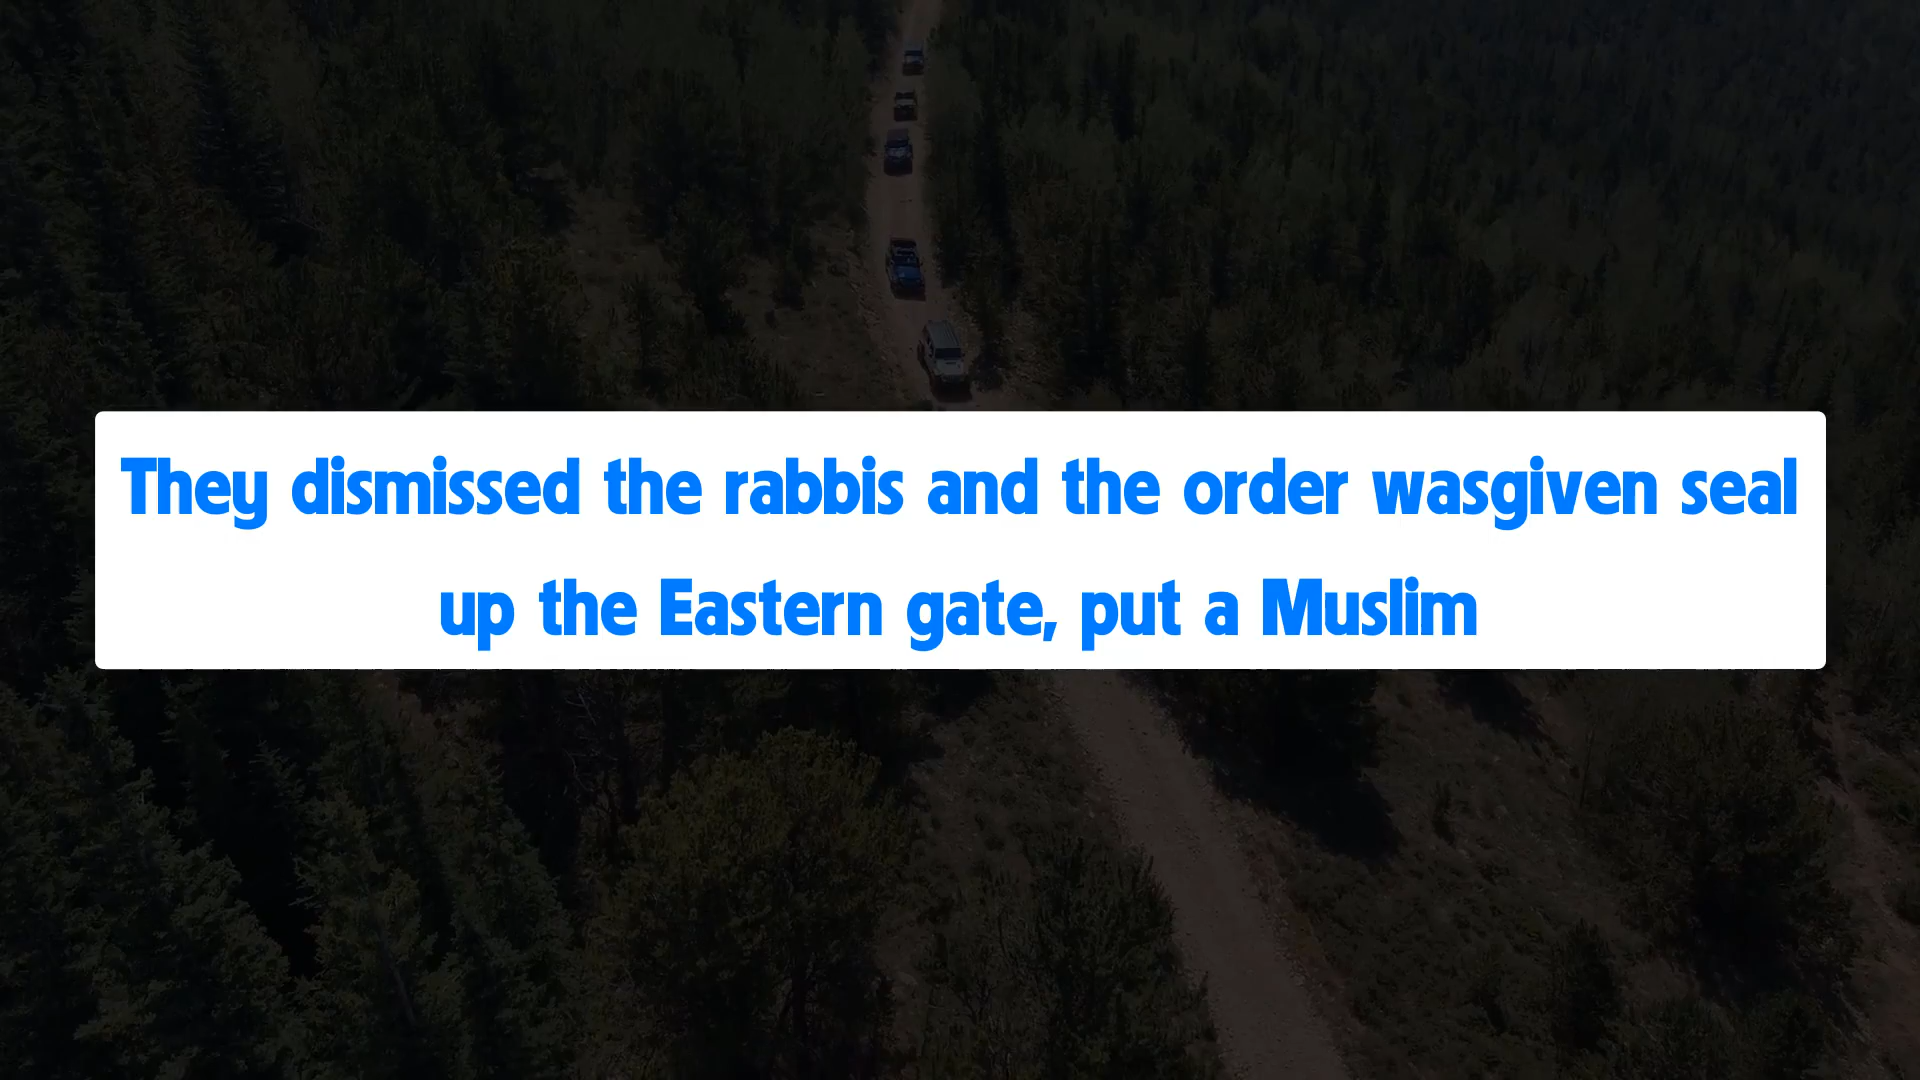 They dismissed the rabbis and the order wasgiven seal
up the Eastern gate, put a Muslim